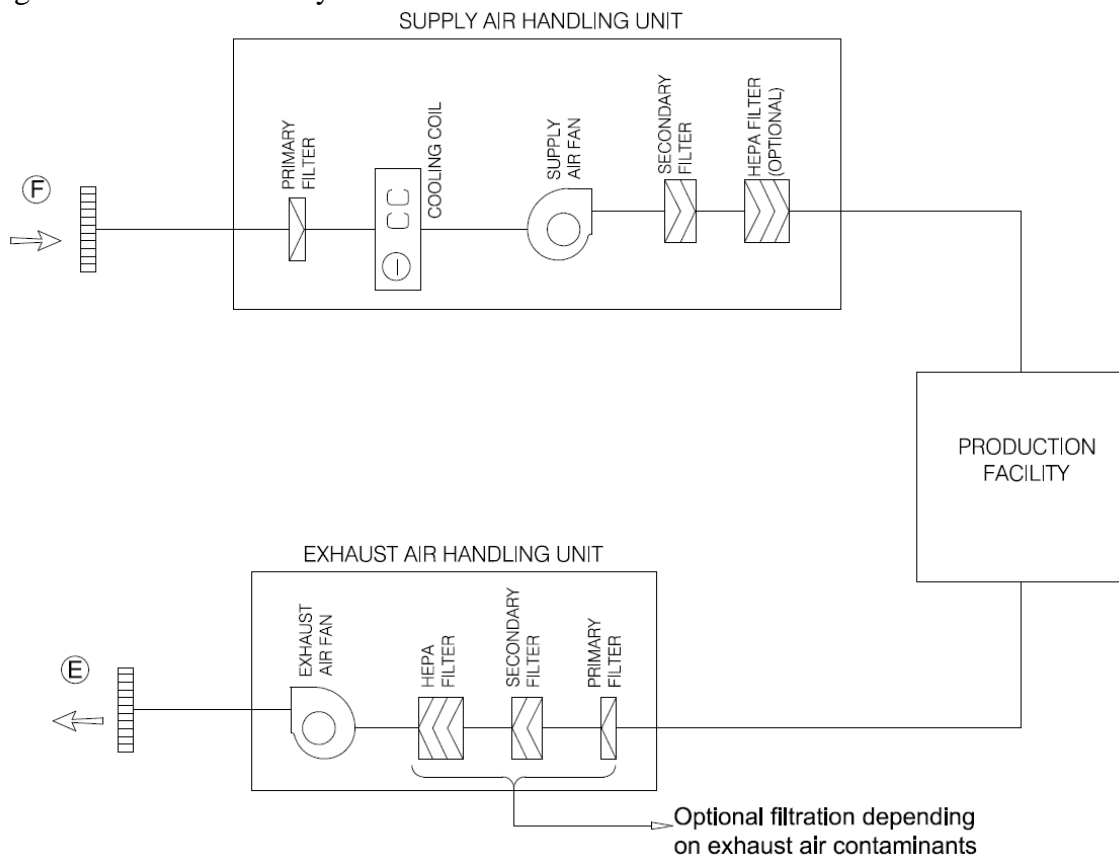 SUPPLY AIR HANDLING UNIT
PRIMARY
FILTER
CC
COOLING COIL
SUPPLY
AIR FAN
SECONDARY
FILTER
HEPA FILTER
(OPTIONAL)
F
PRODUCTION
FACILITY
EXHAUST AIR HANDLING UNIT
EXHAUST
AIR FAN
HEPA
FILTER
SECONDARY
FILTER
PRIMARY
FILTER
E
Optional filtration depending
on exhaust air contaminants